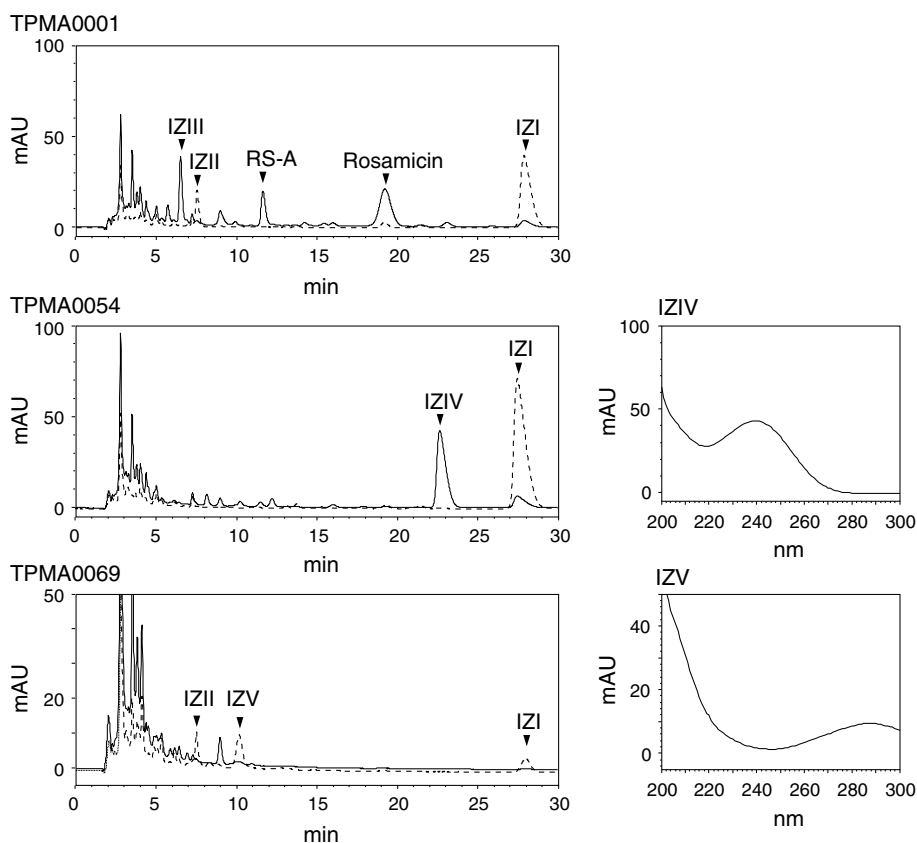 TPMA0001
100
50
0
mAU
IZIII
IZII
RS-A
Rosamicin
IZI
0 5 10 15 20 25 30
min
TPMA0054
100
50
0
mAU
IZIV
IZI
0 5 10 15 20 25 30
min
IZIV
100
50
0
mAU
200 220 240 260 280 300
nm
TPMA0069
50
20
0
mAU
IZII
IZV
IZI
0 5 10 15 20 25 30
min
IZV
40
20
0
mAU
200 220 240 260 280 300
nm